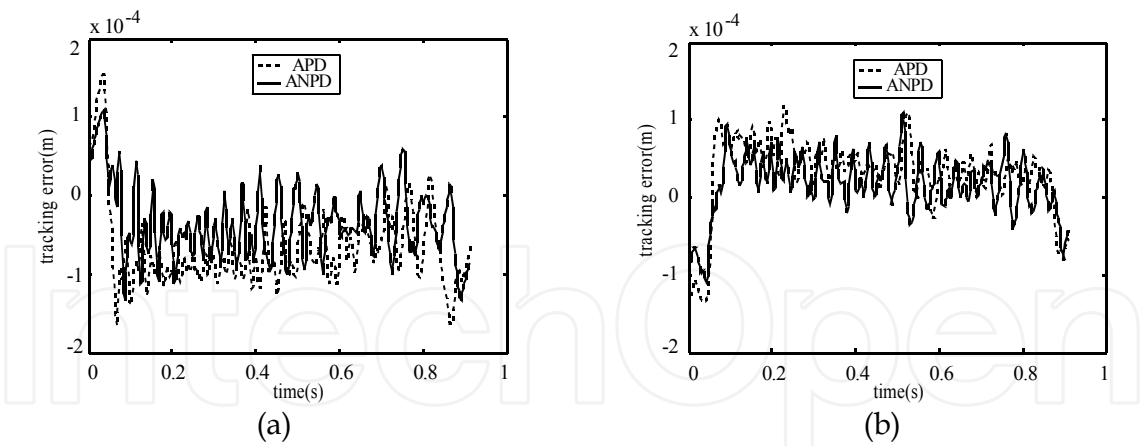 x 10-4
2
1
0
-1
-2
tracking error(m)
APD
ANPD
0 0.2 0.4 0.6 0.8 1
time(s)
(a)
x 10-4
2
1
0
-1
-2
tracking error(m)
APD
ANPD
0 0.2 0.4 0.6 0.8 1
time(s)
(b)
IntechOpen